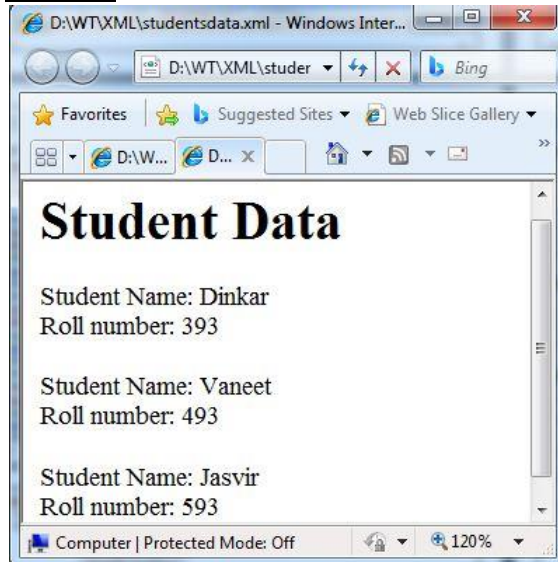 D:\WT\XML\studentsdata.xml - Windows Inter...
D:\WT\XML\studer
Bing
Favorites
Suggested Sites
Web Slice Gallery
D:\W...
D...
Student Data
Student Name: Dinkar
Roll number: 393
Student Name: Vaneet
Roll number: 493
Student Name: Jasvir
Roll number: 593
Computer | Protected Mode: Off
120%